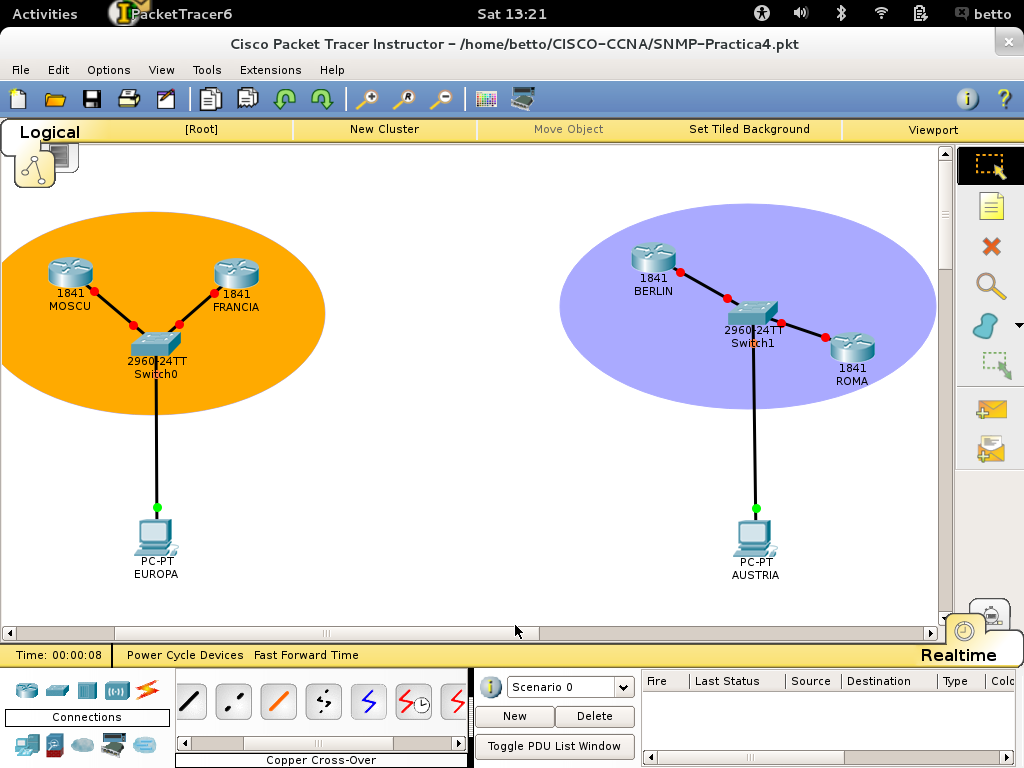 Activities PacketTracer6 Sat 13:21 betto
Cisco Packet Tracer Instructor – /home/betto/CISCO-CCNA/SNMP-Practica4.pkt
File Edit Options View Tools Extensions Help
Logical [Root] New Cluster Move Object Set Tiled Background Viewport
1841
MOSCU
1841
FRANCIA
2960-24TT
Switch0
1841
BERLIN
2960-24TT
Switch1
1841
ROMA
PC-PT
EUROPA
PC-PT
AUSTRIA
Time: 00:00:08 Power Cycle Devices Fast Forward Time Realtime
Connections
Copper Cross-Over
Scenario 0
New Delete
Toggle PDU List Window
Fire Last Status Source Destination Type Colc